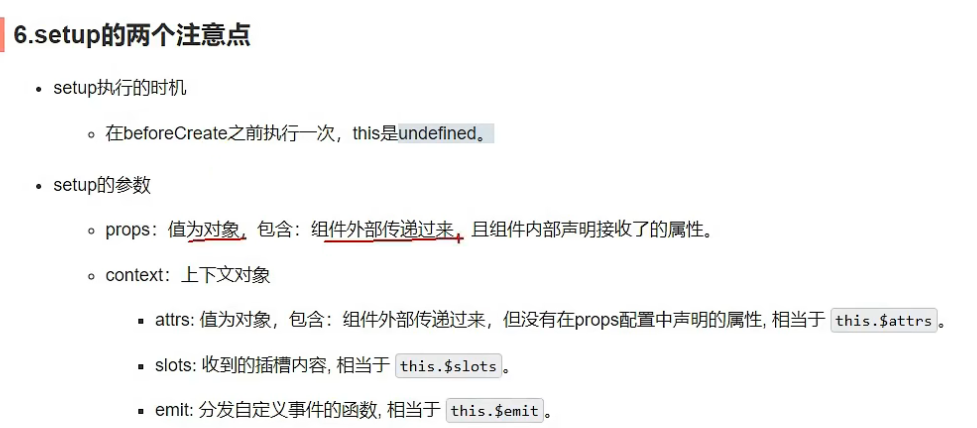 6.setup的两个注意点
setup执行的时机
在beforeCreate之前执行一次，this是undefined。
setup的参数
props：值为对象，包含：组件外部传递过来，且组件内部声明接收了的属性。
context：上下文对象
attrs: 值为对象，包含：组件外部传递过来，但没有在props配置中声明的属性, 相当于 this.$attrs。
slots: 收到的插槽内容, 相当于 this.$slots。
emit: 分发自定义事件的函数, 相当于 this.$emit。